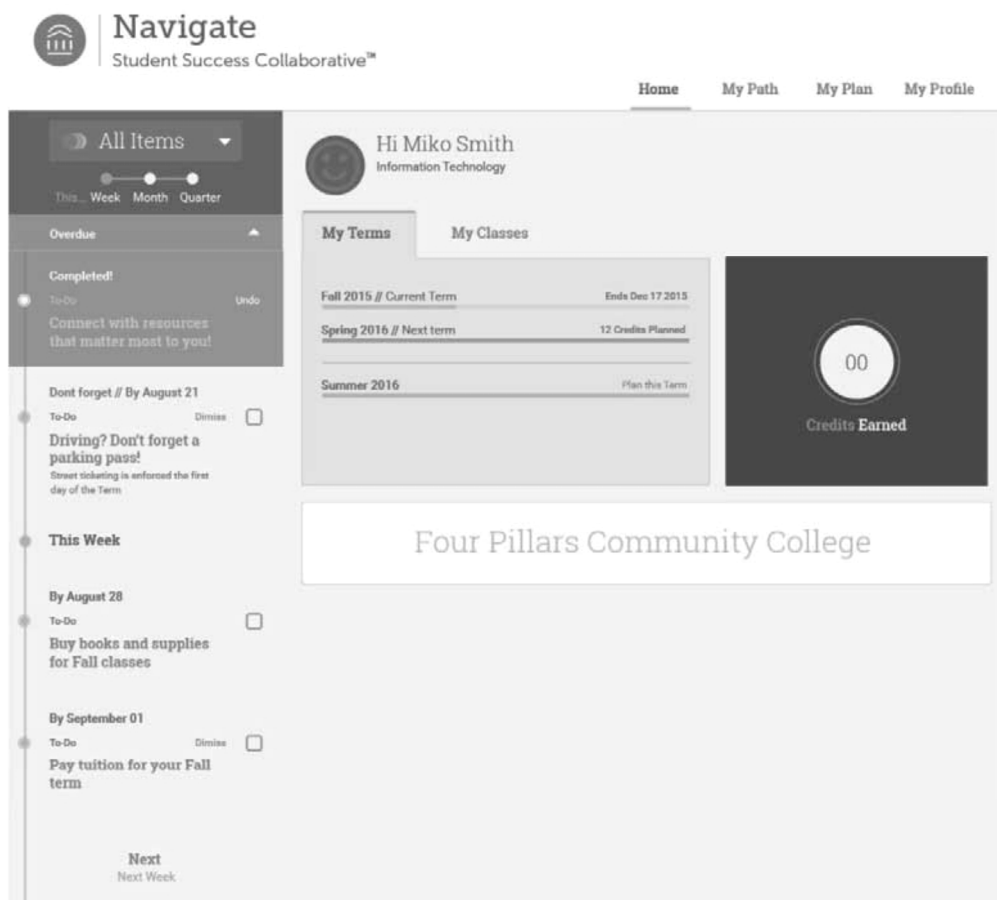 Navigate
Student Success Collaborative™
Home My Path My Plan My Profile
All Items
This... Week Month Quarter
Overdue
Completed!
To-Do Undo
Connect with resources
that matter most to you!
Dont forget // By August 21
To-Do Dimiss
Driving? Don't forget a
parking pass!
Street ticketing is enforced the first
day of the Term
This Week
By August 28
To-Do
Buy books and supplies
for Fall classes
By September 01
To-Do Dimiss
Pay tuition for your Fall
term
Next
Next Week
Hi Miko Smith
Information Technology
My Terms My Classes
Fall 2015 // Current Term Ends Dec 17 2015
Spring 2016 // Next term 12 Credits Planned
Summer 2016 Plan this Term
00
Credits Earned
Four Pillars Community College